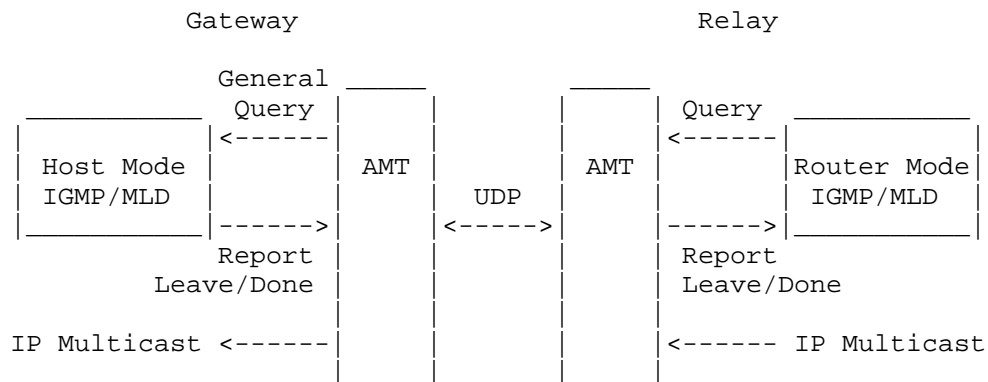 Gateway Relay
General
Query Query
Host Mode AMT AMT Router Mode
IGMP/MLD UDP IGMP/MLD
Report Report
Leave/Done Leave/Done
IP Multicast IP Multicast